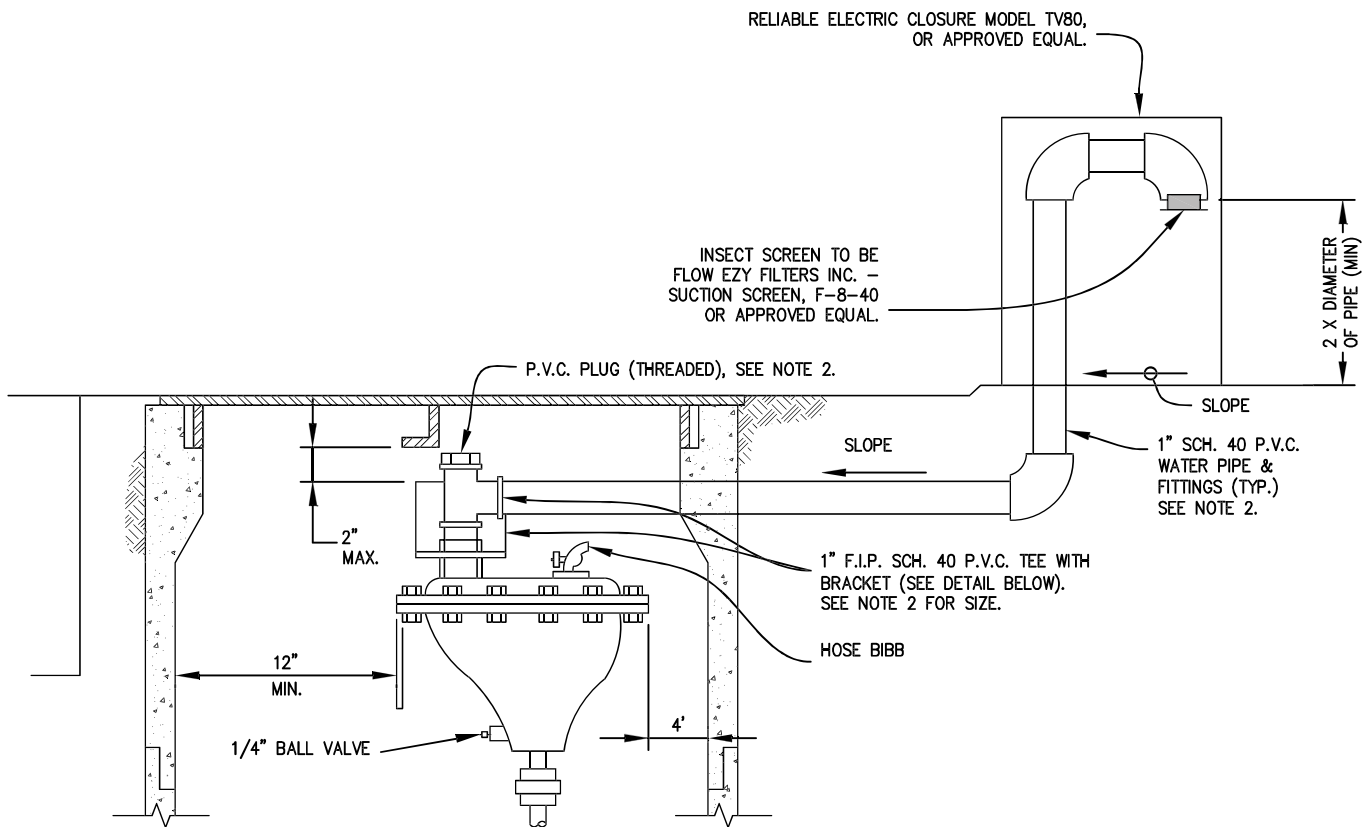 RELIABLE ELECTRIC CLOSURE MODEL TV80,
OR APPROVED EQUAL.
INSECT SCREEN TO BE
FLOW EZY FILTERS INC. –
SUCTION SCREEN, F–8–40
OR APPROVED EQUAL.
2 X DIAMETER
OF PIPE (MIN)
P.V.C. PLUG (THREADED), SEE NOTE 2.
SLOPE
SLOPE
1" SCH. 40 P.V.C.
WATER PIPE &
FITTINGS (TYP.)
SEE NOTE 2.
2"
MAX.
1" F.I.P. SCH. 40 P.V.C. TEE WITH
BRACKET (SEE DETAIL BELOW).
SEE NOTE 2 FOR SIZE.
HOSE BIBB
12"
MIN.
4'
1/4" BALL VALVE